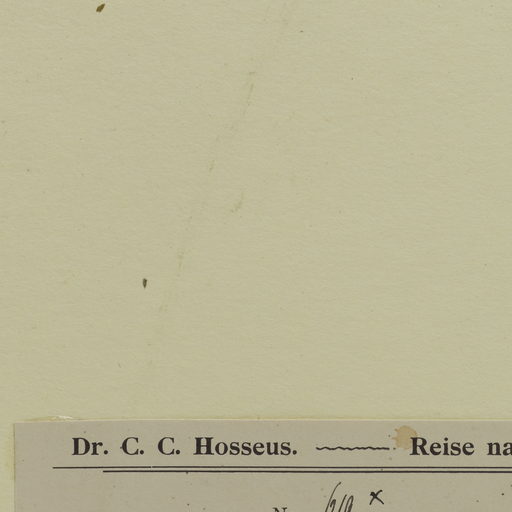 Dr. C. C. Hosseus. Reise na